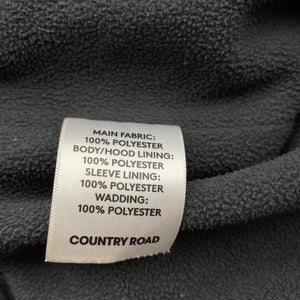 MAIN FABRIC:
100% POLYESTER
BODY/HOOD LINING:
100% POLYESTER
SLEEVE LINING:
100% POLYESTER
WADDING:
100% POLYESTER
COUNTRY ROAD